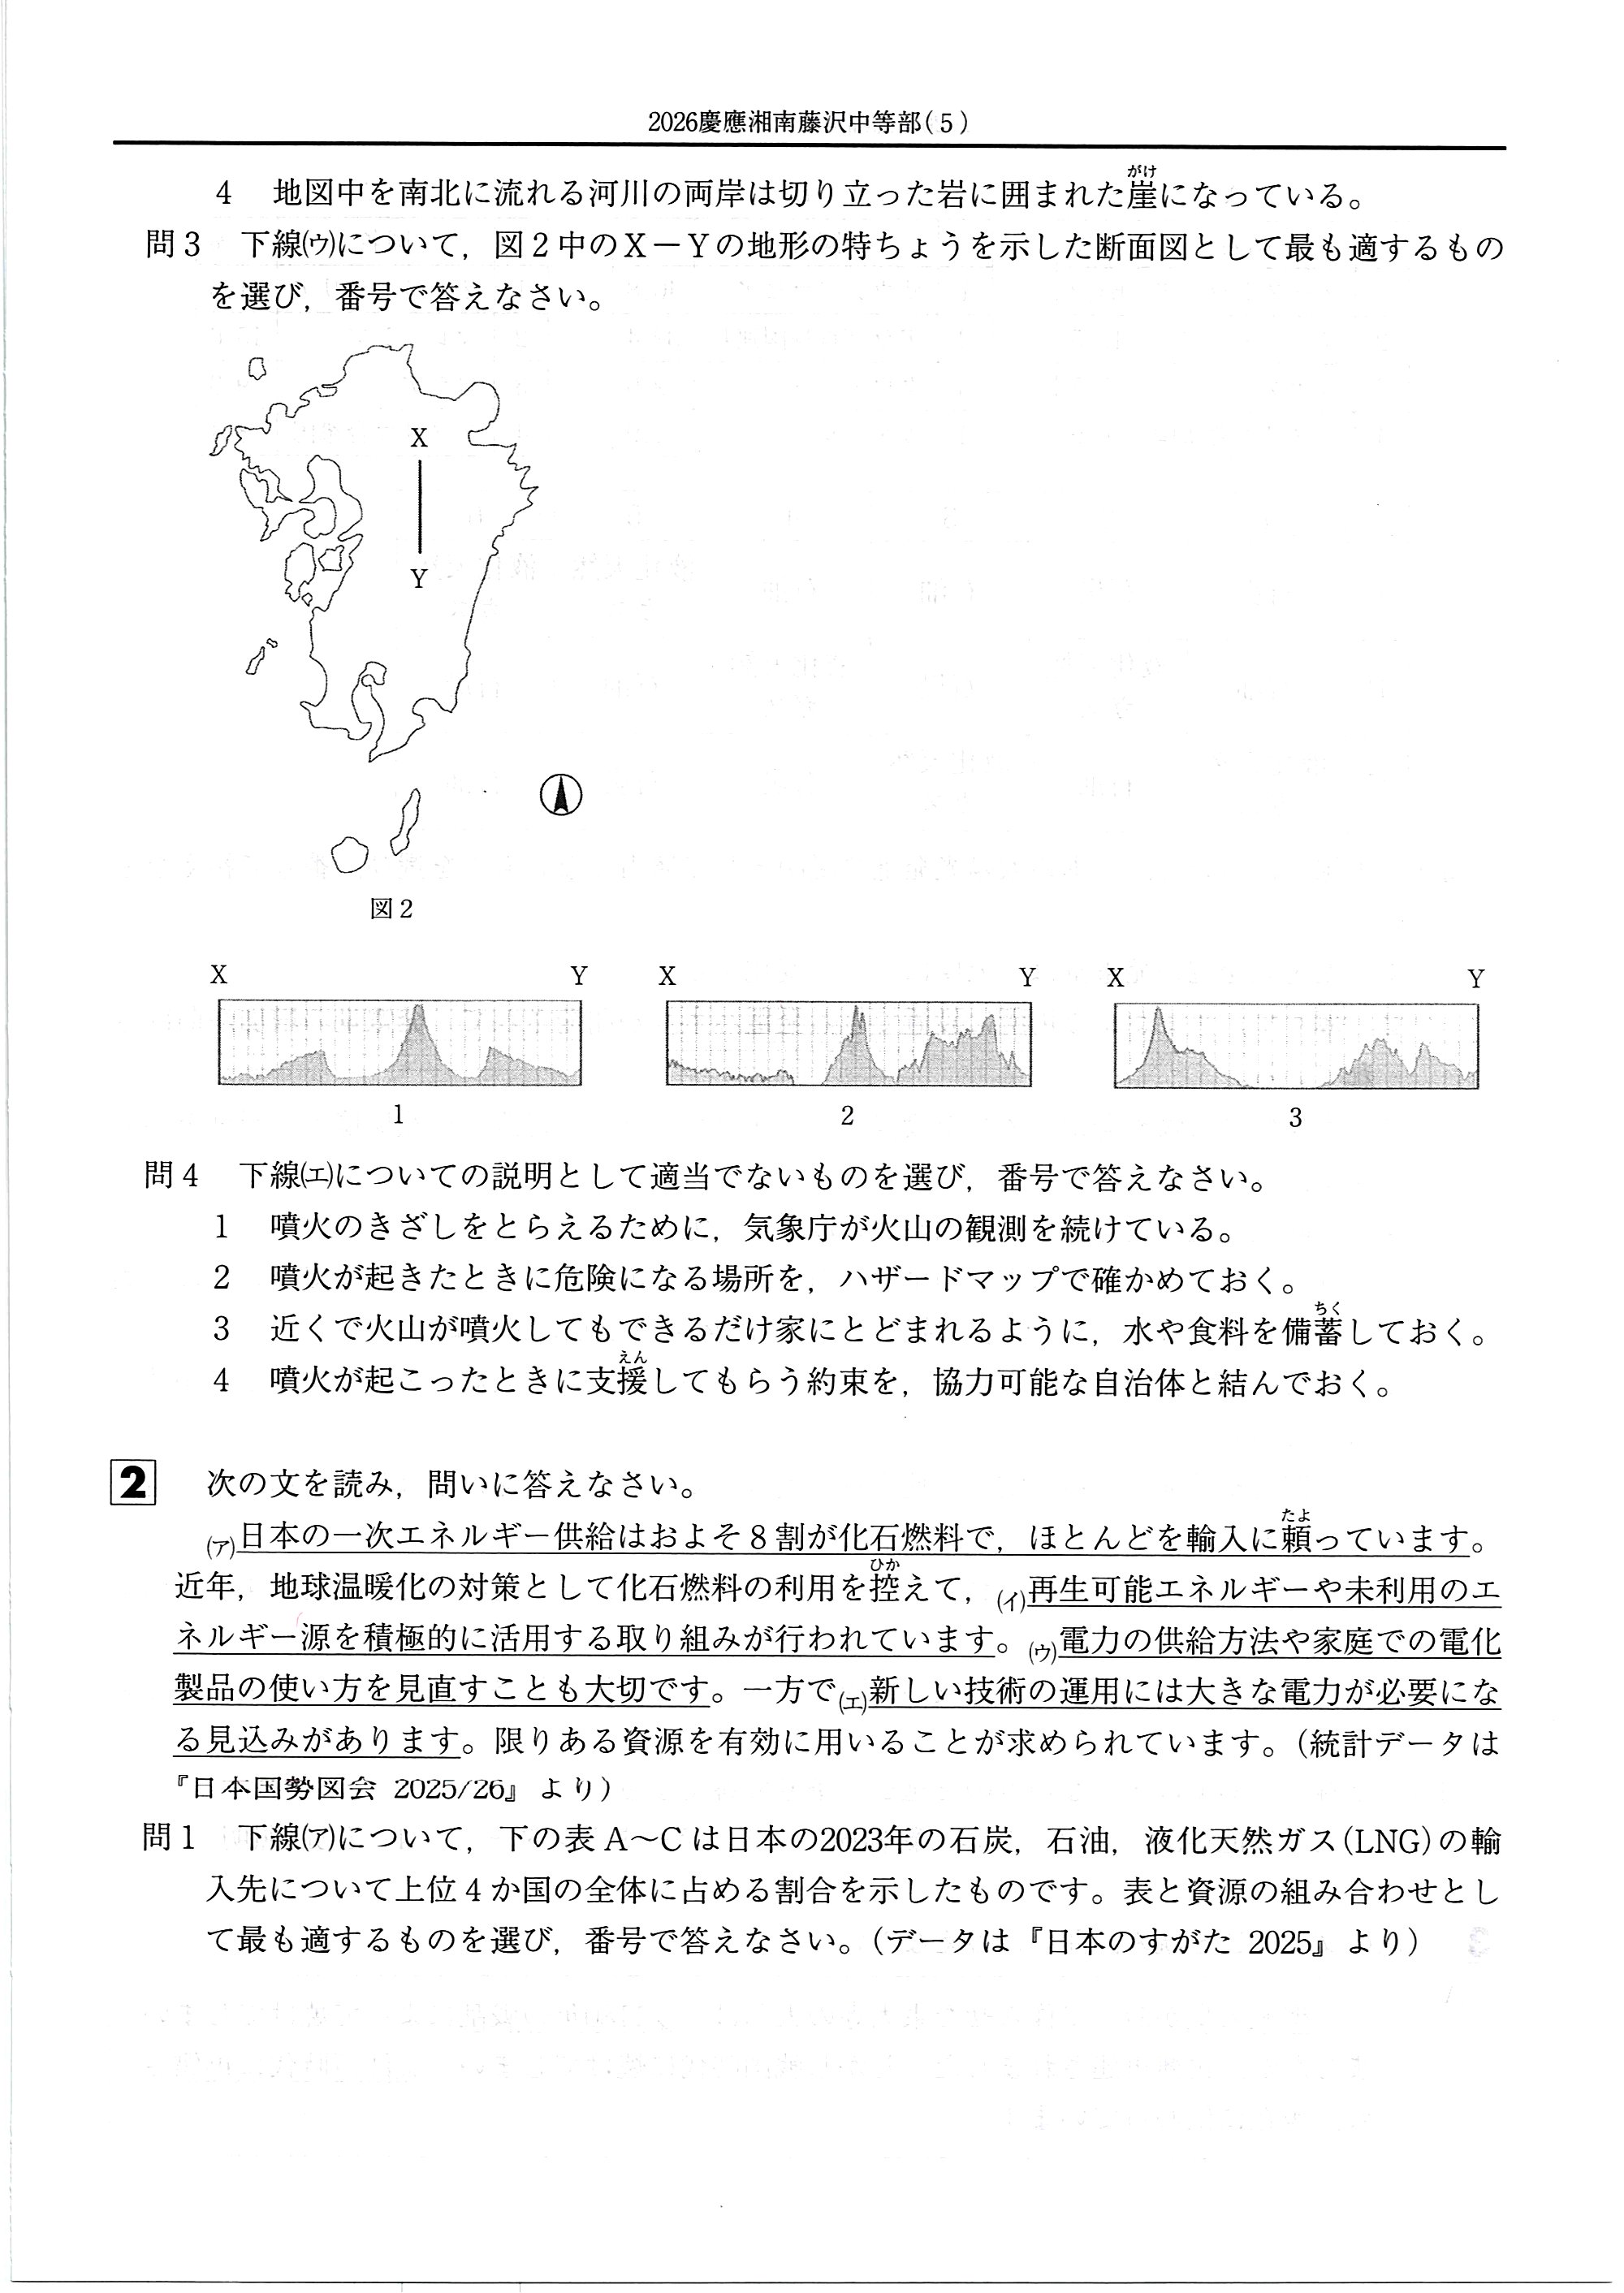 2026慶應湘南藤沢中等部(5)
4 地図中を南北に流れる河川の両岸は切り立った岩に囲まれた崖になっている。
がけ
問3 下線(ウ)について，図2中のX－Yの地形の特ちょうを示した断面図として最も適するもの
を選び，番号で答えなさい。
X
Y
図2
X Y X Y X Y
1 2 3
問4 下線(エ)についての説明として適当でないものを選び，番号で答えなさい。
1 噴火のきざしをとらえるために，気象庁が火山の観測を続けている。
2 噴火が起きたときに危険になる場所を，ハザードマップで確かめておく。
3 近くで火山が噴火してもできるだけ家にとどまれるように，水や食料を備蓄しておく。
ちく
4 噴火が起こったときに支援してもらう約束を，協力可能な自治体と結んでおく。
えん
2 次の文を読み，問いに答えなさい。
(ア)日本の一次エネルギー供給はおよそ8割が化石燃料で，ほとんどを輸入に頼っています。
たよ
近年，地球温暖化の対策として化石燃料の利用を控えて，(イ)再生可能エネルギーや未利用のエ
ひか
ネルギー源を積極的に活用する取り組みが行われています。(ウ)電力の供給方法や家庭での電化
製品の使い方を見直すことも大切です。一方で(エ)新しい技術の運用には大きな電力が必要にな
る見込みがあります。限りある資源を有効に用いることが求められています。（統計データは
『日本国勢図会 2025/26』より）
問1 下線(ア)について，下の表A～Cは日本の2023年の石炭，石油，液化天然ガス(LNG)の輸
入先について上位4か国の全体に占める割合を示したものです。表と資源の組み合わせとし
て最も適するものを選び，番号で答えなさい。（データは『日本のすがた 2025』より）